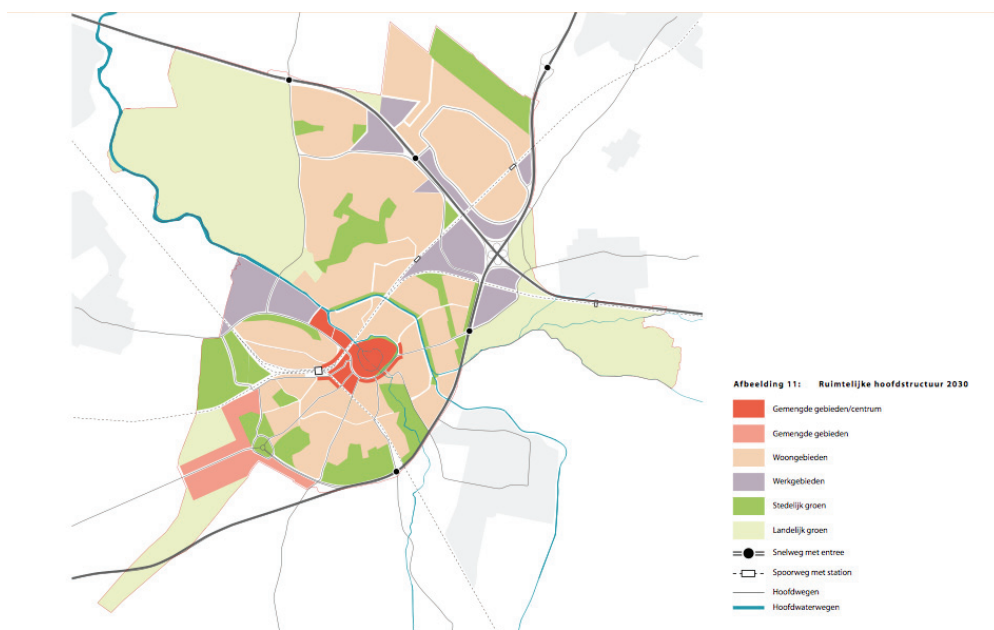 Afbeelding 11: Ruimtelijke hoofdstructuur 2030
Gemengde gebieden/centrum
Gemengde gebieden
Woongebieden
Werkgebieden
Stedelijk groen
Landelijk groen
Snelweg met entree
Spoorweg met station
Hoofdwegen
Hoofdwaterwegen